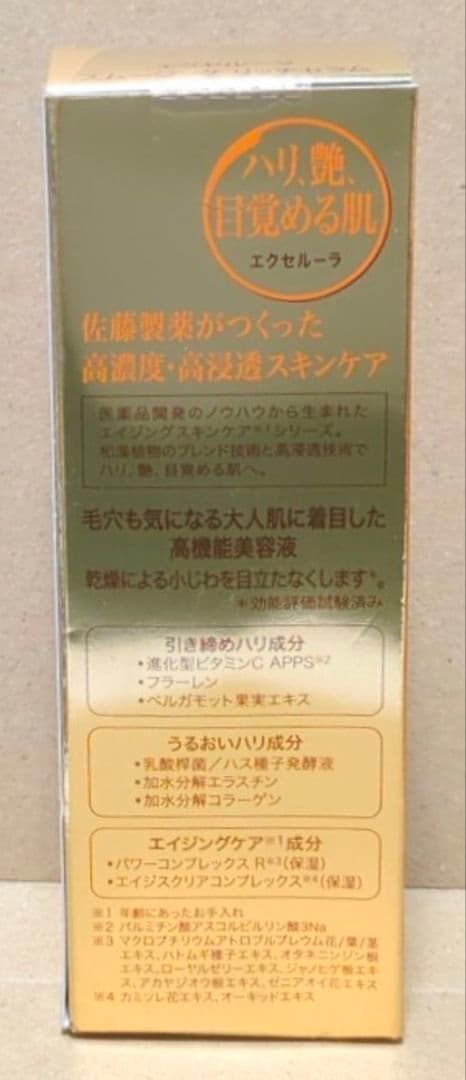 ハリ、艶、
目覚める肌
エクセルーラ
佐藤製薬がつくった
高濃度・高浸透スキンケア
医薬品開発のノウハウから生まれた
エイジングスキンケア※1シリーズ。
和漢植物のブレンド技術と高浸透技術で
ハリ、艶、目覚める肌へ。
毛穴も気になる大人肌に着目した
高機能美容液
乾燥による小じわを目立たなくします*。
*効能評価試験済み
引き締めハリ成分
・進化型ビタミンC APPS※2
・フラーレン
・ベルガモット果実エキス
うるおいハリ成分
・乳酸桿菌/ハス種子発酵液
・加水分解エラスチン
・加水分解コラーゲン
エイジングケア※1成分
・パワーコンプレックス R※3(保湿)
・エイジスクリアコンプレックス※4(保湿)
※1 年齢にあったお手入れ
※2 パルミチン酸アスコルビルリン酸3Na
※3 マクロプチリウムアトロプルプレウム花/葉/茎
エキス、ハトムギ種子エキス、オタネニンジン根
エキス、ローヤルゼリーエキス、ジャノヒゲ根エキ
ス、アカヤジオウ根エキス、ゼニアオイ花エキス
※4 カミツレ花エキス、オーキッドエキス